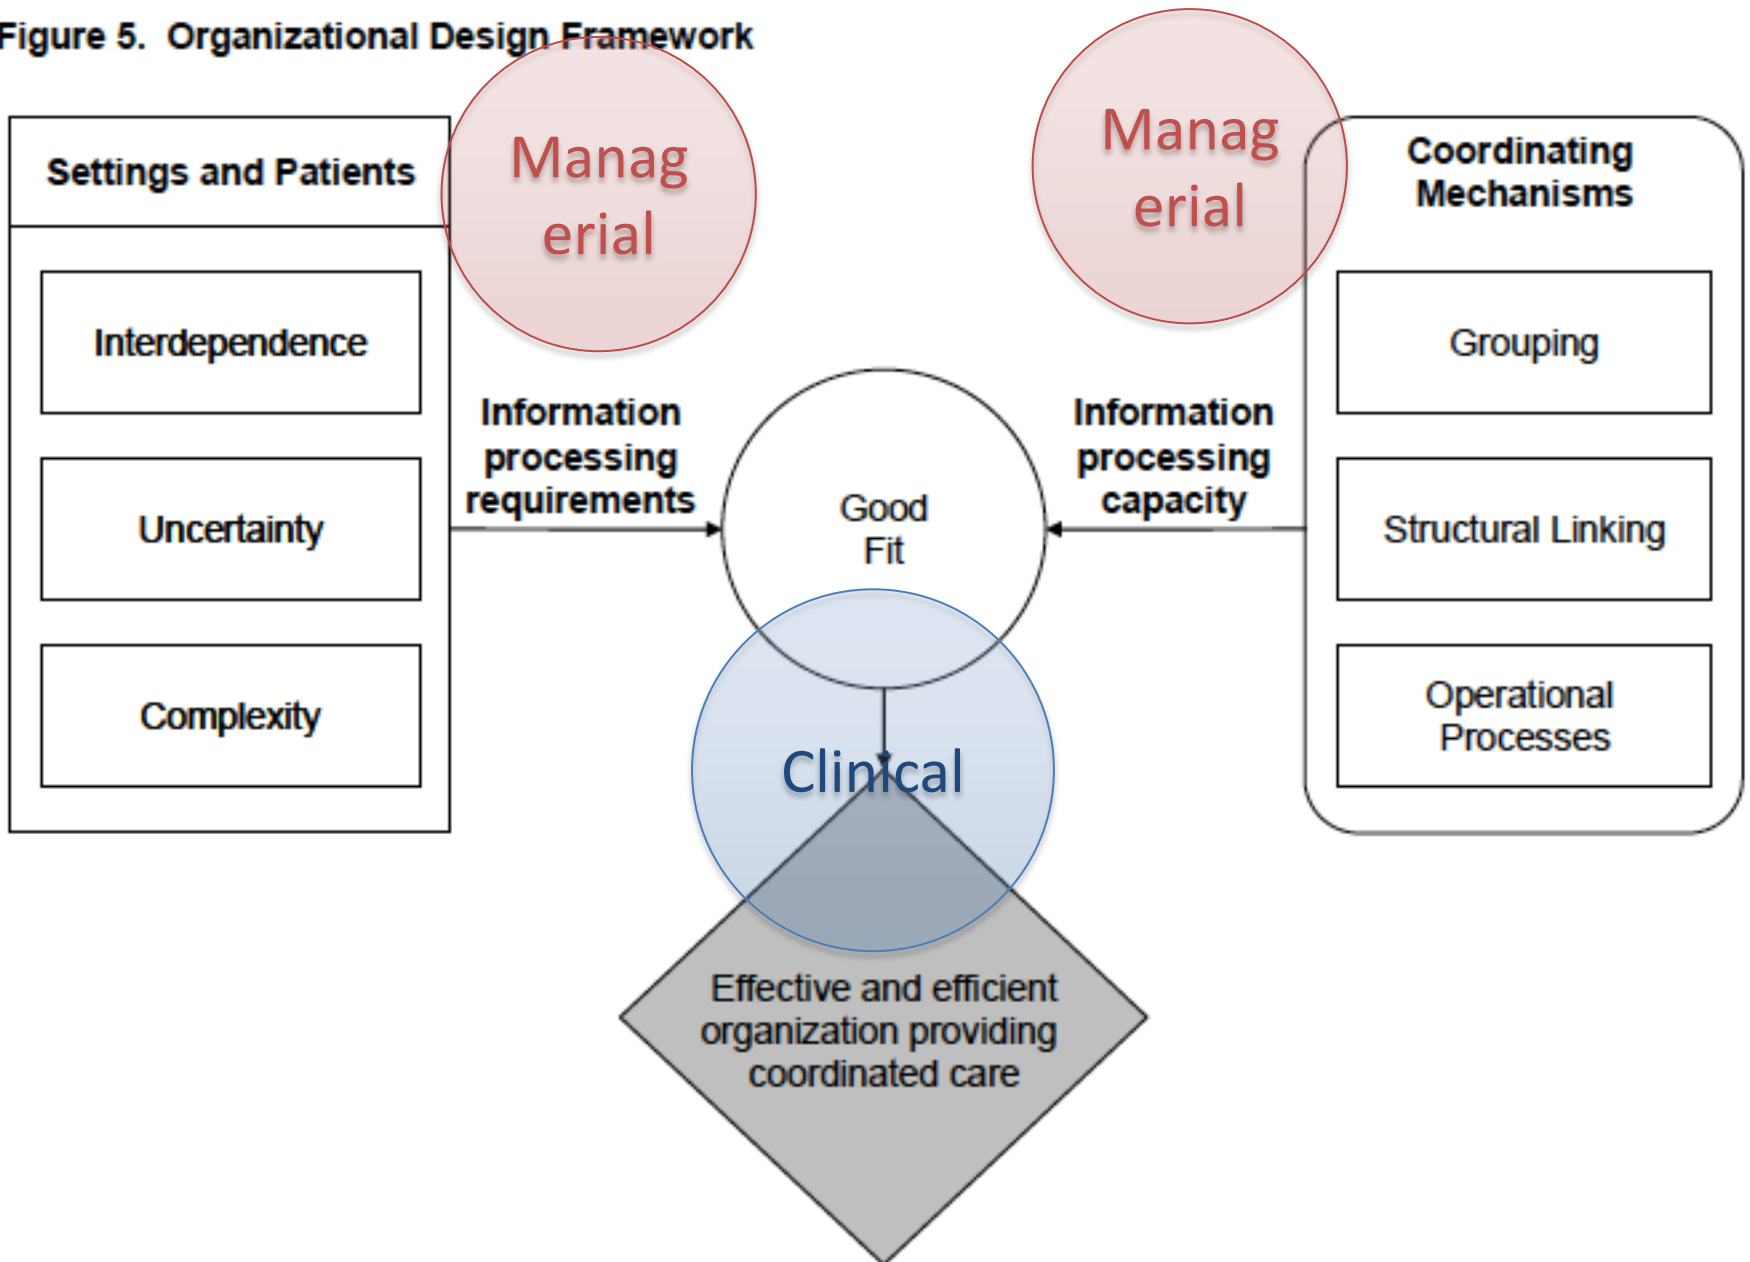 Figure 5. Organizational Design Framework
Settings and Patients
Interdependence
Uncertainty
Complexity
Manag
erial
Information
processing
requirements
Good
Fit
Manag
erial
Information
processing
capacity
Coordinating
Mechanisms
Grouping
Structural Linking
Operational
Processes
Clinical
Effective and efficient
organization providing
coordinated care